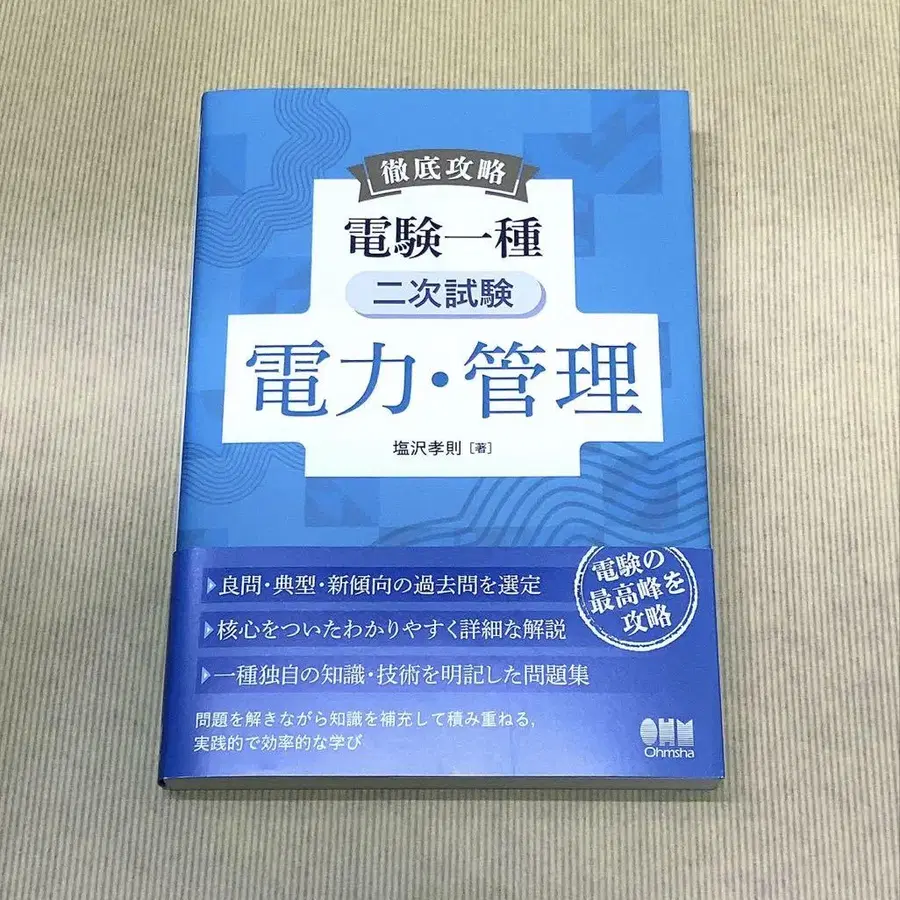 徹底攻略
電験一種
二次試験
電力・管理
塩沢孝則 [著]
良問・典型・新傾向の過去問を選定
核心をついたわかりやすく詳細な解説
一種独自の知識・技術を明記した問題集
電験の
最高峰を
攻略
問題を解きながら知識を補充して積み重ねる,
実践的で効率的な学び
OHM
Ohmsha